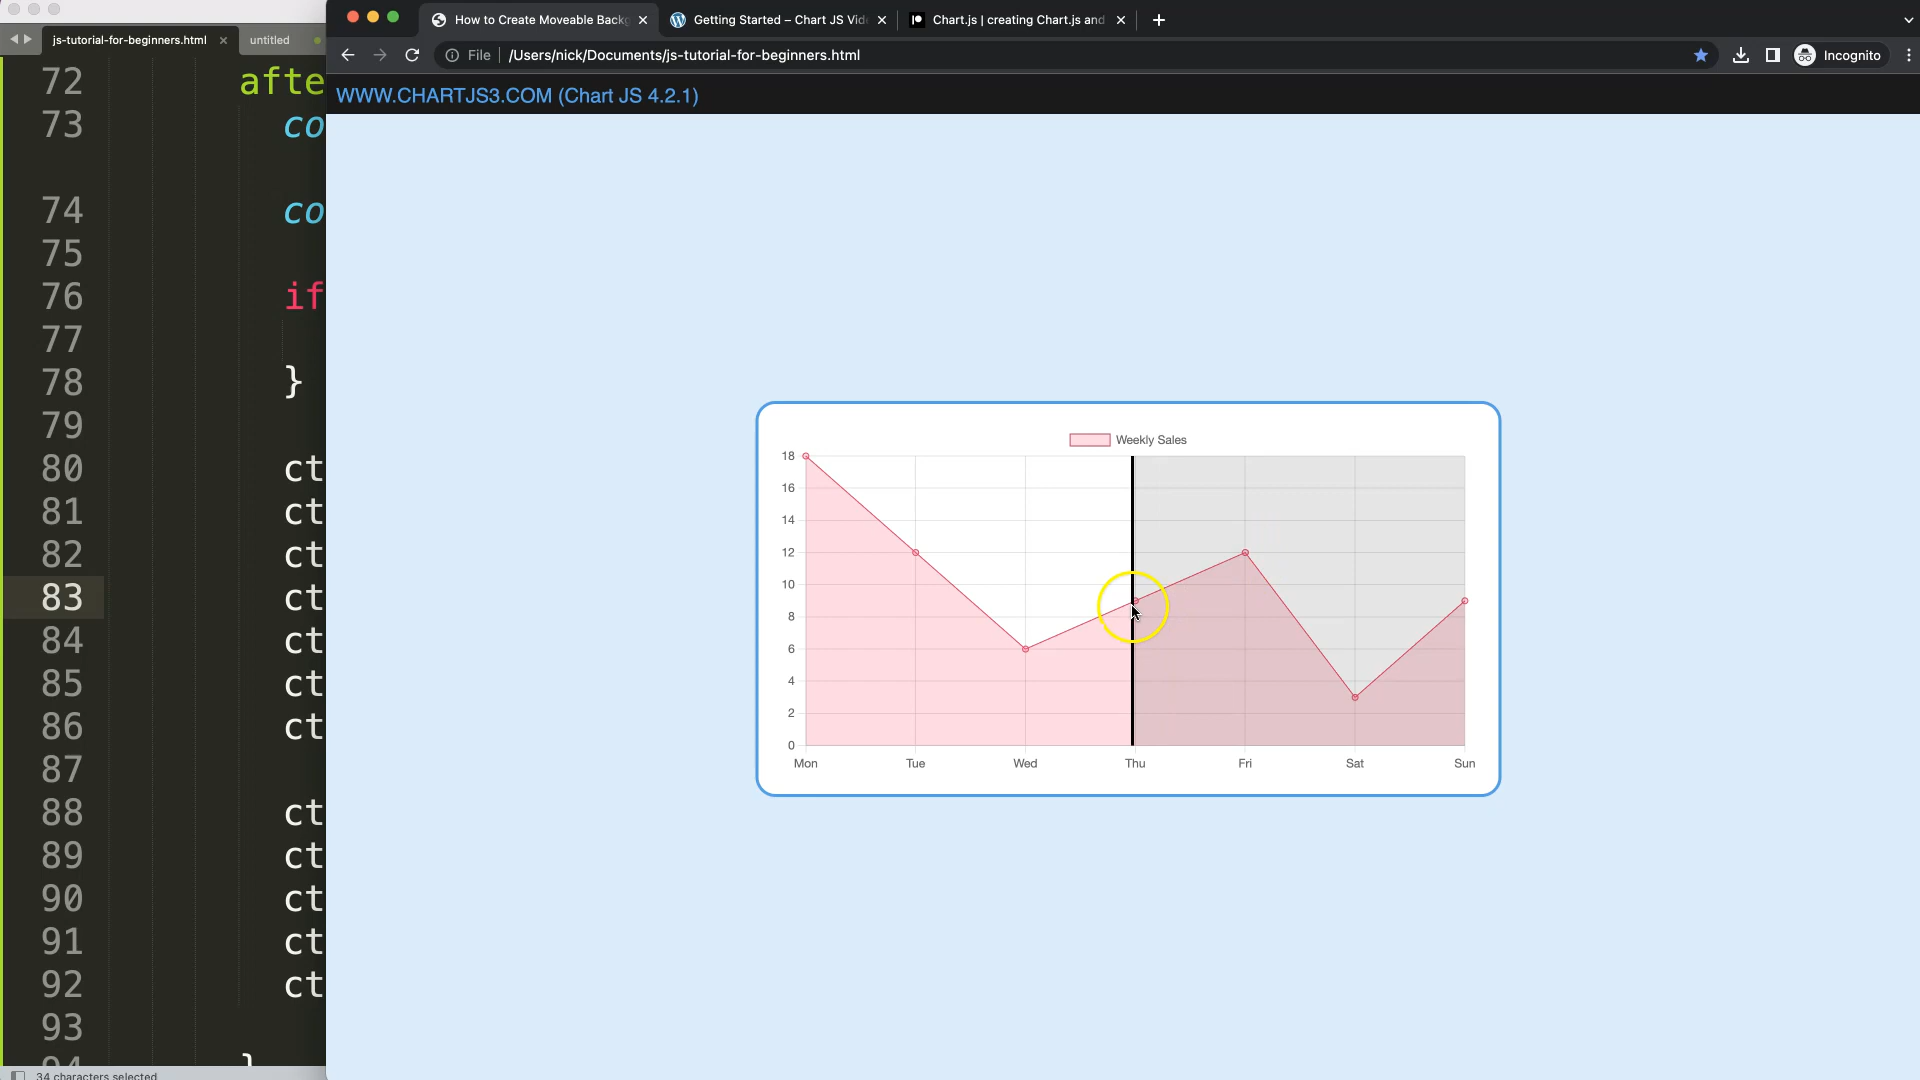 js-tutorial-for-beginners.html
untitled
72 afte
73 co
74 co
75
76 if
77
78 }
79
80 ct
81 ct
82 ct
83 ct
84 ct
85 ct
86 ct
87
88 ct
89 ct
90 ct
91 ct
92 ct
93
94 }
34 characters selected
How to Create Moveable Backg
Getting Started – Chart JS Vid
Chart.js | creating Chart.js and
File
/Users/nick/Documents/js-tutorial-for-beginners.html
Incognito
WWW.CHARTJS3.COM (Chart JS 4.2.1)
Weekly Sales
18
16
14
12
10
8
6
4
2
0
Mon Tue Wed Thu Fri Sat Sun